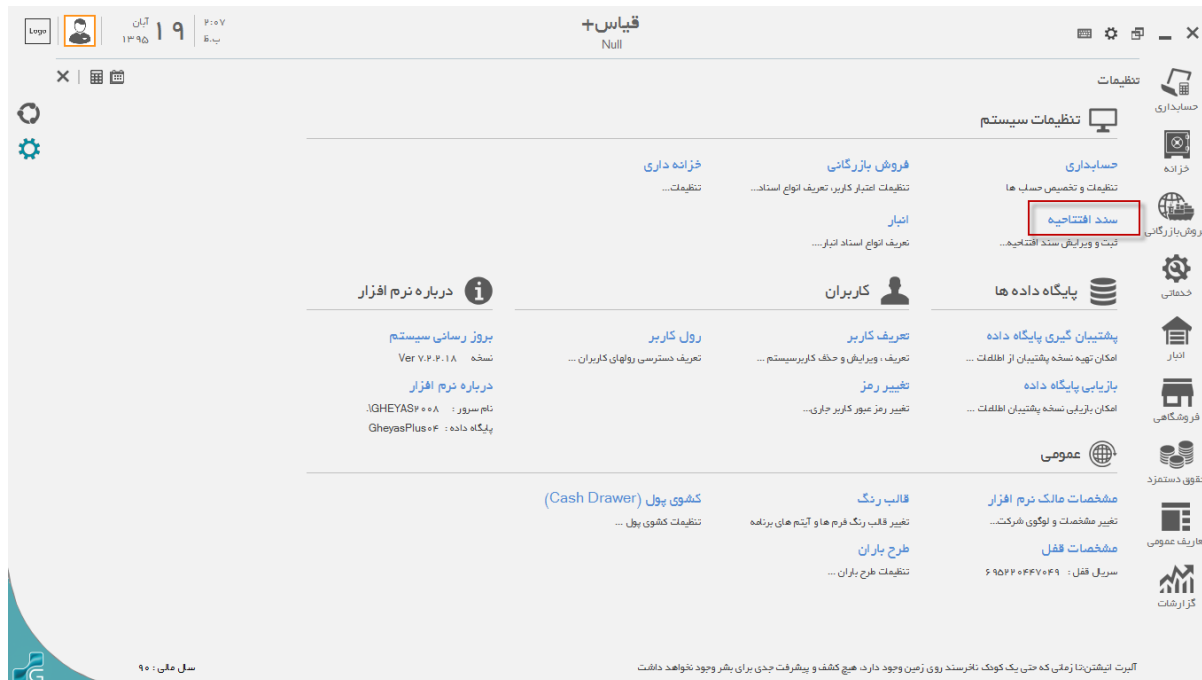 قیاس+
Null
۲:۰۷
ب.ظ
۱۹
آبان
۱۳۹۵
Logo
تنظیمات
حسابداری
خزانه
روش‌بازرگانی
خدماتی
انبار
فروشگاهی
تقوق دستمزد
عاریف عمومی
گزارشات
تنظیمات سیستم
حسابداری
تنظیمات و تخصیص حساب ها
فروش بازرگانی
تنظیمات اعتبار کاربر، تعریف انواع اسناد...
خزانه داری
تنظیمات...
سند افتتاحیه
ثبت و ویرایش سند افتتاحیه...
انبار
تعریف انواع اسناد انبار....
پایگاه داده ها
پشتیبان گیری پایگاه داده
امکان تهیه نسخه پشتیبان از اطلاعات ...
بازیابی پایگاه داده
امکان بازیابی نسخه پشتیبان اطلاعات ...
کاربران
تعریف کاربر
تعریف ، ویرایش و حذف کاربرسیستم ...
رول کاربر
تعریف دسترسی رولهای کاربران ...
تغییر رمز
تغییر رمز عبور کاربر جاری...
درباره نرم افزار
بروز رسانی سیستم
نسخه Ver ۷.۲.۲.۱۸
درباره نرم افزار
نام سرور : .\GHEYAS۲۰۰۸
پایگاه داده : GheyasPlus۰۴
عمومی
مشخصات مالک نرم افزار
تغییر مشخصات و لوگوی شرکت...
قالب رنگ
تغییر قالب رنگ فرم ها و آیتم های برنامه
کشوی پول (Cash Drawer)
تنظیمات کشوی پول ...
مشخصات قفل
سریال قفل : ۶۹۵۲۲۰۴۴۷۰۴۹
طرح باران
تنظیمات طرح باران ...
آلبرت انیشتن:تا زمانی که حتی یک کودک ناخرسند روی زمین وجود دارد، هیچ کشف و پیشرفت جدی برای بشر وجود نخواهد داشت
سال مالی : ۹۰